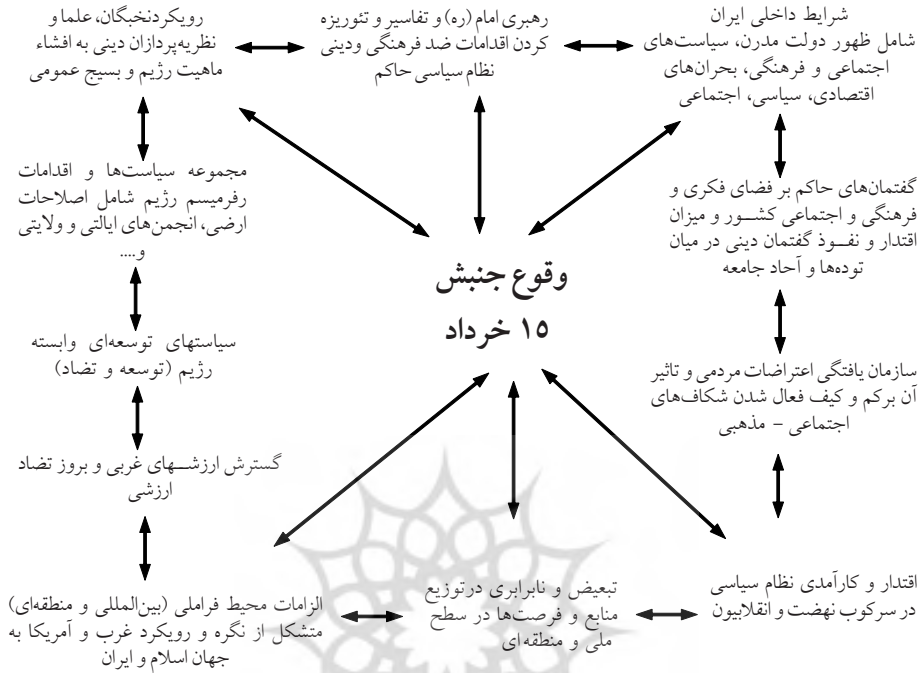 شرایط داخلی ایران
شامل ظهور دولت مدرن، سیاست‌های
اجتماعی و فرهنگی، بحران‌های
اقتصادی، سیاسی، اجتماعی
رهبری امام (ره) و تفاسیر و تئوریزه
کردن اقدامات ضد فرهنگی ودینی
نظام سیاسی حاکم
رویکردنخبگان، علما و
نظریه‌پردازان دینی به افشاء
ماهیت رژیم و بسیج عمومی
گفتمان‌های حاکم بر فضای فکری و
فرهنگی و اجتماعی کشور و میزان
اقتدار و نفوذ گفتمان دینی در میان
توده‌ها و آحاد جامعه
مجموعه سیاست‌ها و اقدامات
رفرمیسم رژیم شامل اصلاحات
ارضی، انجمن‌های ایالتی و ولایتی
و....
وقوع جنبش
۱۵ خرداد
سیاستهای توسعه‌ای وابسته
رژیم (توسعه و تضاد)
سازمان یافتگی اعتراضات مردمی و تاثیر
آن برکم و کیف فعال شدن شکاف‌های
اجتماعی – مذهبی
گسترش ارزشهای غربی و بروز تضاد
ارزشی
اقتدار و کارآمدی نظام سیاسی
در سرکوب نهضت و انقلابیون
تبعیض و نابرابری درتوزیع
منابع و فرصت‌ها در سطح
ملی و منطقه‌ای
الزامات محیط فراملی (بین‌المللی و منطقه‌ای)
متشکل از نگره و رویکرد غرب و آمریکا به
جهان اسلام و ایران